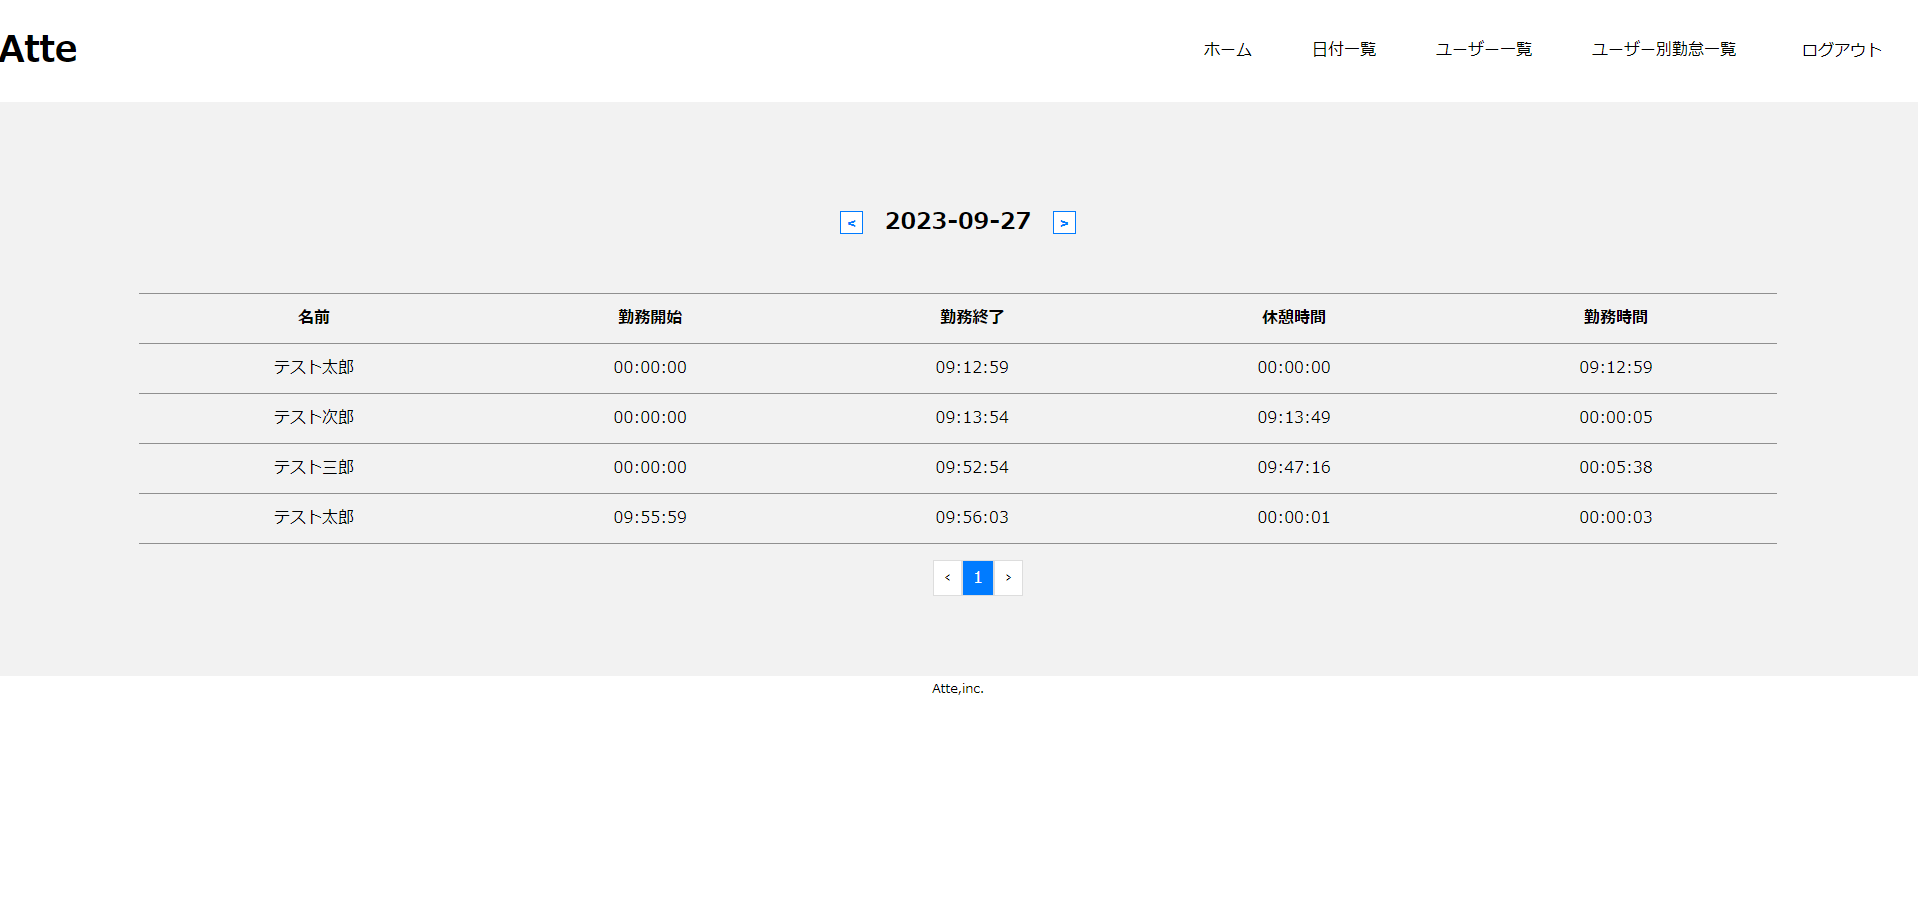 Atte ホーム 日付一覧 ユーザー一覧 ユーザー別勤怠一覧 ログアウト
< 2023-09-27 >
名前 勤務開始 勤務終了 休憩時間 勤務時間
テスト太郎 00:00:00 09:12:59 00:00:00 09:12:59
テスト次郎 00:00:00 09:13:54 09:13:49 00:00:05
テスト三郎 00:00:00 09:52:54 09:47:16 00:05:38
テスト太郎 09:55:59 09:56:03 00:00:01 00:00:03
‹ 1 ›
Atte,inc.